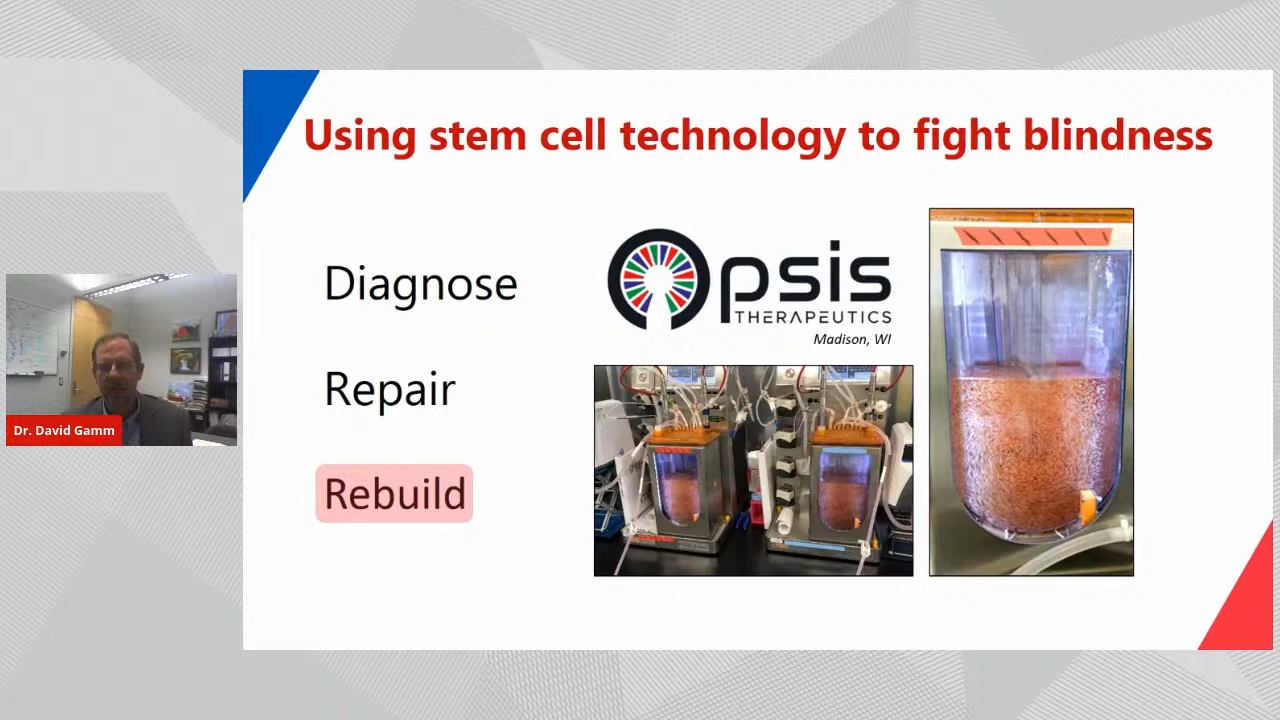 Using stem cell technology to fight blindness
Diagnose
Repair
Rebuild
Opsis
THERAPEUTICS
Madison, WI
Dr. David Gamm